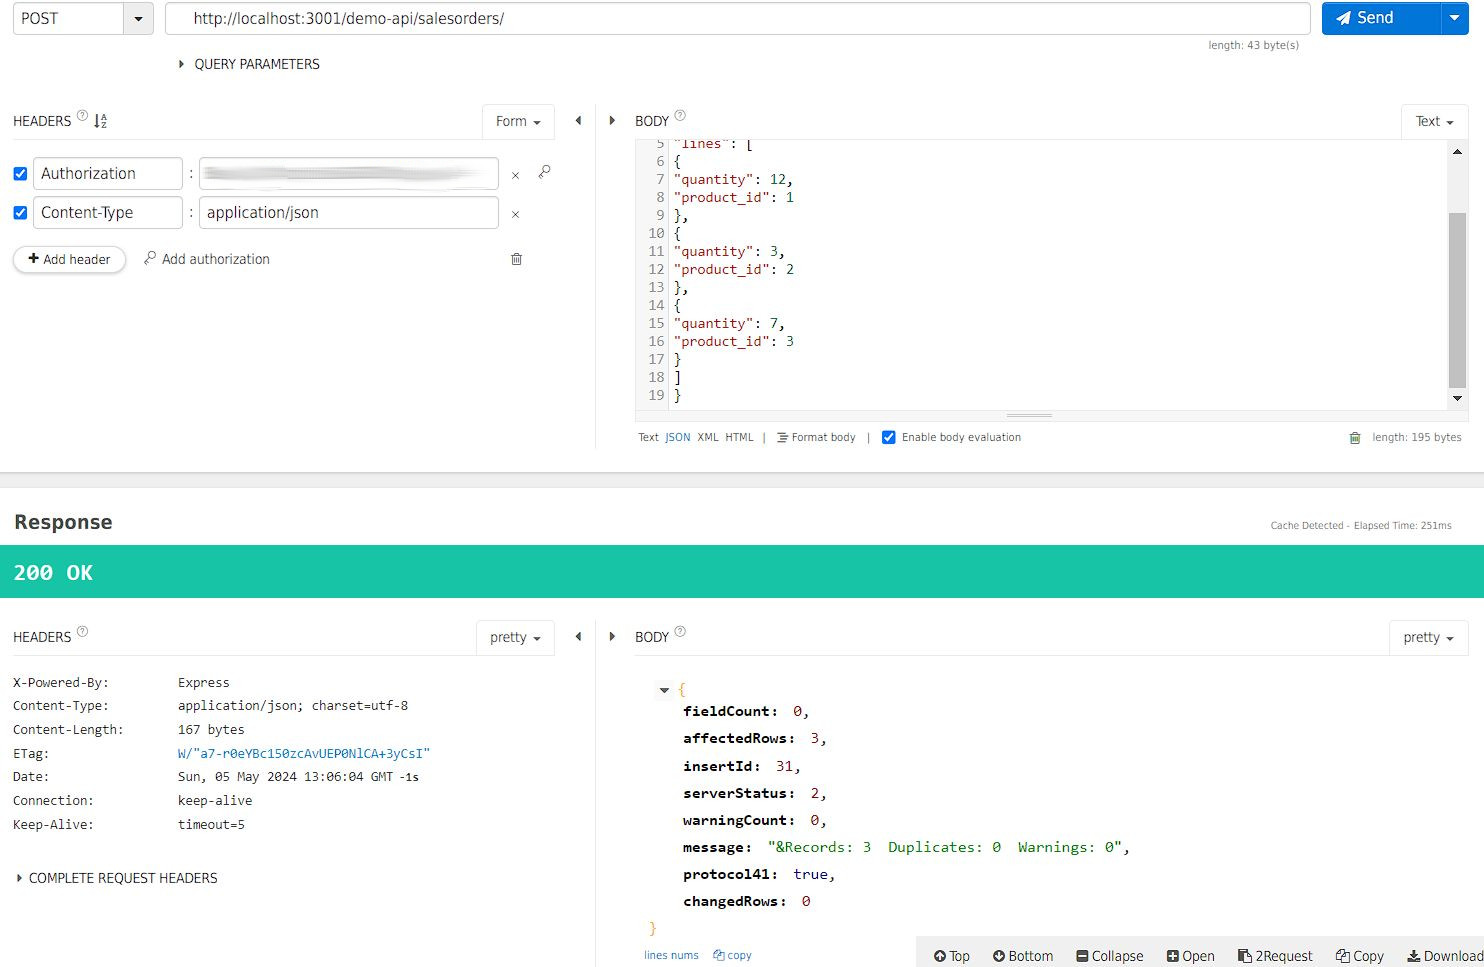 POST
http://localhost:3001/demo-api/salesorders/
Send
length: 43 byte(s)
QUERY PARAMETERS
HEADERS ?
Form
Authorization :
Content-Type : application/json
Add header
Add authorization
BODY ?
Text
5 "lines": [
6 {
7 "quantity": 12,
8 "product_id": 1
9 },
10 {
11 "quantity": 3,
12 "product_id": 2
13 },
14 {
15 "quantity": 7,
16 "product_id": 3
17 }
18 ]
19 }
Text JSON XML HTML | Format body | Enable body evaluation
length: 195 bytes
Response
Cache Detected - Elapsed Time: 251ms
200 OK
HEADERS ?
pretty
X-Powered-By: Express
Content-Type: application/json; charset=utf-8
Content-Length: 167 bytes
ETag: W/"a7-r0eYBc150zcAvUEP0NlCA+3yCsI"
Date: Sun, 05 May 2024 13:06:04 GMT -1s
Connection: keep-alive
Keep-Alive: timeout=5
COMPLETE REQUEST HEADERS
BODY ?
pretty
{
fieldCount: 0,
affectedRows: 3,
insertId: 31,
serverStatus: 2,
warningCount: 0,
message: "&Records: 3  Duplicates: 0  Warnings: 0",
protocol41: true,
changedRows: 0
}
lines nums copy
Top Bottom Collapse Open 2Request Copy Download